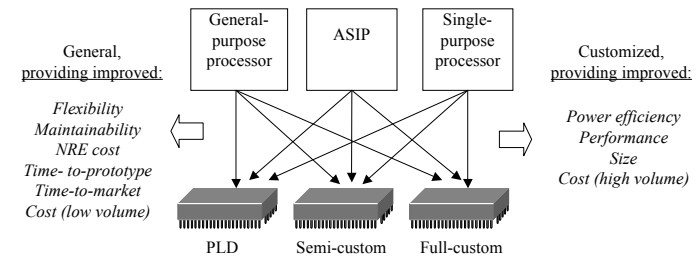 General,
providing improved:
Flexibility
Maintainability
NRE cost
Time- to-prototype
Time-to-market
Cost (low volume)
General-
purpose
processor
ASIP
Single-
purpose
processor
Customized,
providing improved:
Power efficiency
Performance
Size
Cost (high volume)
PLD
Semi-custom
Full-custom